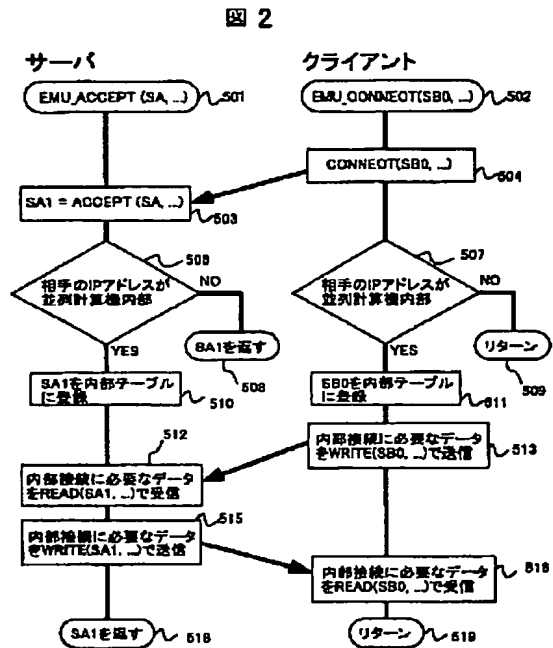 図 2
サーバ
クライアント
EMU_ACCEPT (SA, ...)
501
EMU_CONNECT(SB0, ...)
502
CONNECT(SB0, ...)
504
SA1 = ACCEPT (SA, ...)
503
506
相手のIPアドレスが
並列計算機内部
NO
YES
507
相手のIPアドレスが
並列計算機内部
NO
YES
SA1を返す
508
リターン
509
SA1を内部テーブル
に登録
510
SB0を内部テーブル
に登録
511
内部接続に必要なデータ
をWRITE(SB0, ...)で送信
513
512
内部接続に必要なデータ
をREAD(SA1, ...)で受信
515
内部接続に必要なデータ
をWRITE(SA1, ...)で送信
内部接続に必要なデータ
をREAD(SB0, ...)で受信
516
SA1を返す
518
リターン
519